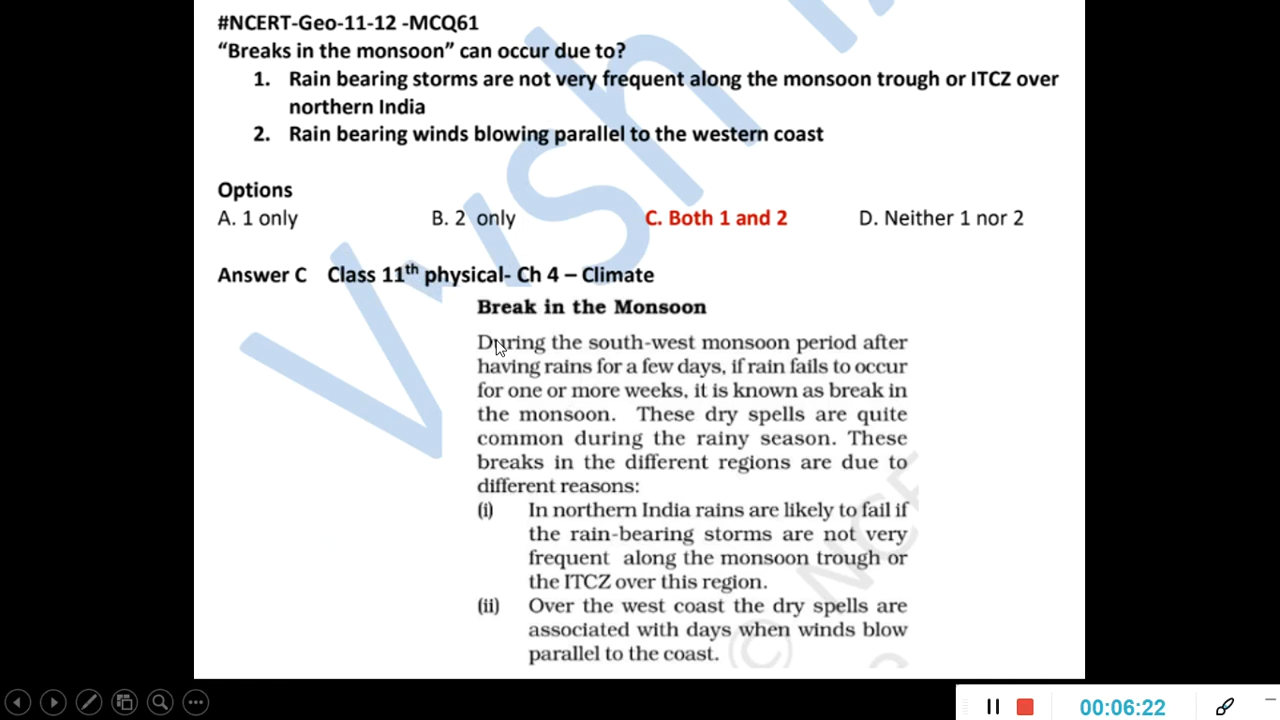 #NCERT-Geo-11-12 -MCQ61
“Breaks in the monsoon” can occur due to?
1. Rain bearing storms are not very frequent along the monsoon trough or ITCZ over
northern India
2. Rain bearing winds blowing parallel to the western coast
Options
A. 1 only B. 2 only C. Both 1 and 2 D. Neither 1 nor 2
Answer C Class 11th physical- Ch 4 – Climate
Break in the Monsoon
During the south-west monsoon period after
having rains for a few days, if rain fails to occur
for one or more weeks, it is known as break in
the monsoon. These dry spells are quite
common during the rainy season. These
breaks in the different regions are due to
different reasons:
(i) In northern India rains are likely to fail if
the rain-bearing storms are not very
frequent along the monsoon trough or
the ITCZ over this region.
(ii) Over the west coast the dry spells are
associated with days when winds blow
parallel to the coast.
00:06:22